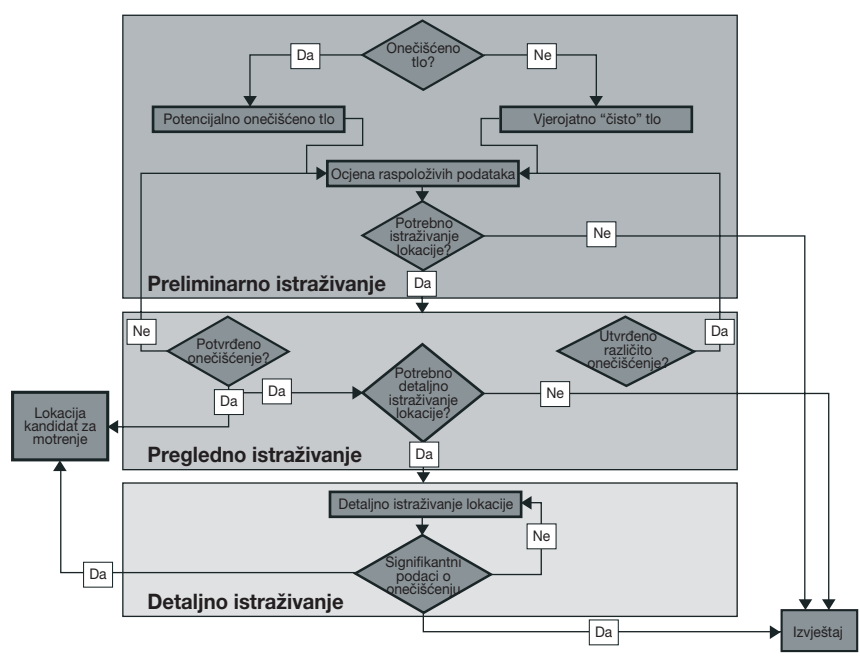 Onečišćeno
tlo?
Da
Ne
Potencijalno onečišćeno tlo
Vjerojatno “čisto” tlo
Ocjena raspoloživih podataka
Potrebno
istraživanje
lokacije?
Ne
Da
Preliminarno istraživanje
Ne
Potvrđeno
onečišćenje?
Utvrđeno
različito
onečišćenje?
Da
Da
Da
Potrebno
detaljno
istraživanje
lokacije?
Ne
Lokacija
kandidat za
motrenje
Da
Pregledno istraživanje
Detaljno istraživanje lokacije
Ne
Signifikantni
podaci o
onečišćenju
Da
Detaljno istraživanje
Da
Izvještaj